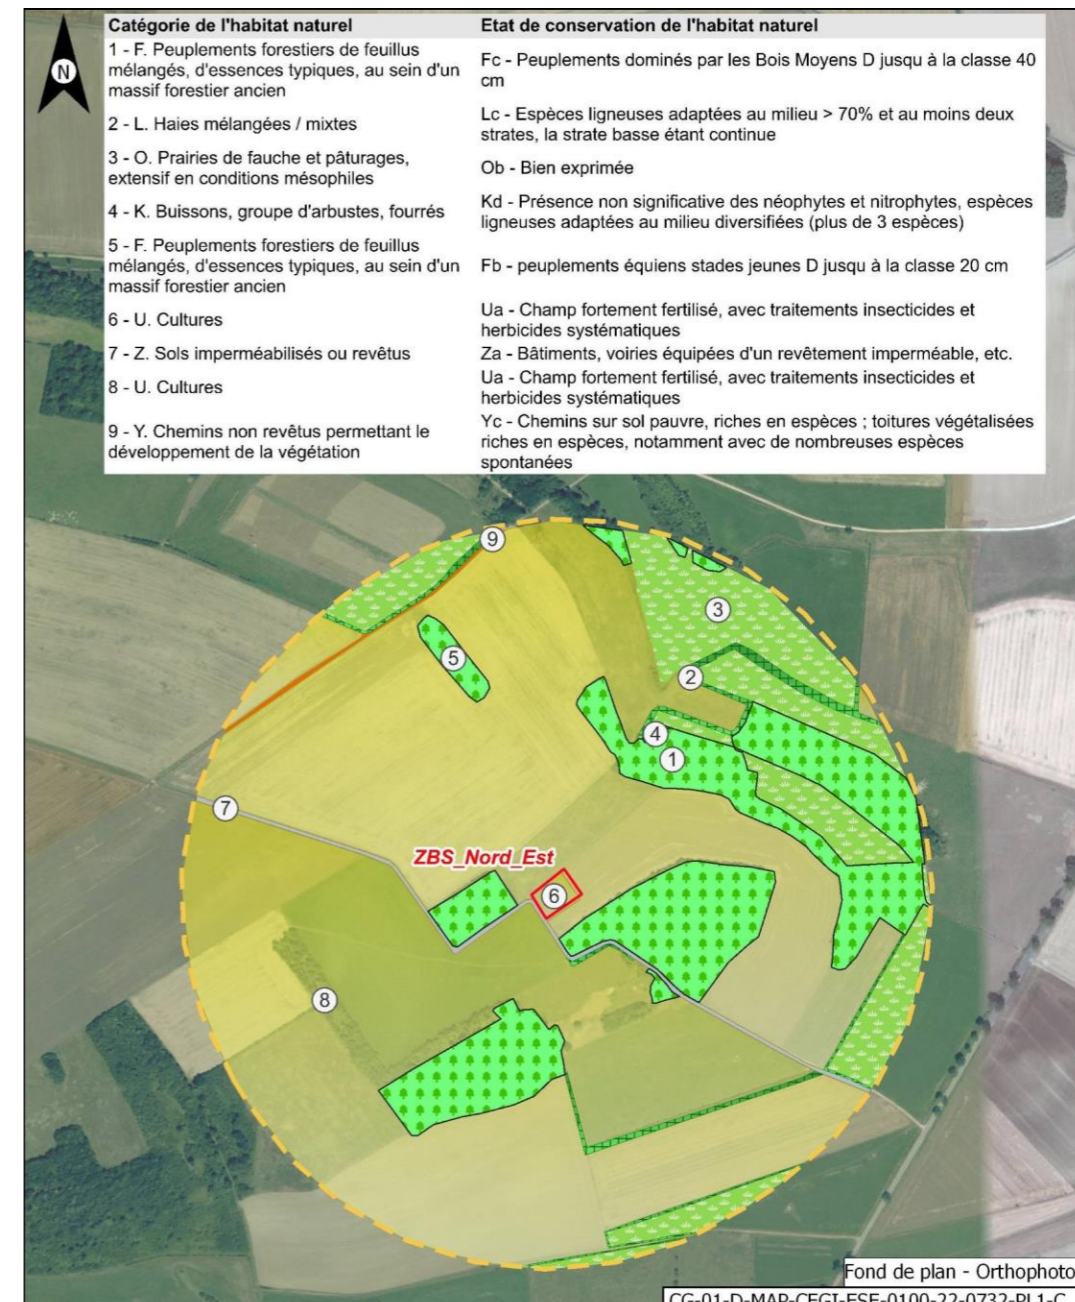 Catégorie de l'habitat naturel
Etat de conservation de l'habitat naturel
1 - F. Peuplements forestiers de feuillus
mélangés, d'essences typiques, au sein d'un
massif forestier ancien
Fc - Peuplements dominés par les Bois Moyens D jusqu'à la classe 40
cm
2 - L. Haies mélangées / mixtes
Lc - Espèces ligneuses adaptées au milieu > 70% et au moins deux
strates, la strate basse étant continue
3 - O. Prairies de fauche et pâturages,
extensif en conditions mésophiles
Ob - Bien exprimée
4 - K. Buissons, groupe d'arbustes, fourrés
Kd - Présence non significative des néophytes et nitrophytes, espèces
ligneuses adaptées au milieu diversifiées (plus de 3 espèces)
5 - F. Peuplements forestiers de feuillus
mélangés, d'essences typiques, au sein d'un
massif forestier ancien
Fb - peuplements équiens stades jeunes D jusqu'à la classe 20 cm
6 - U. Cultures
Ua - Champ fortement fertilisé, avec traitements insecticides et
herbicides systématiques
7 - Z. Sols imperméabilisés ou revêtus
Za - Bâtiments, voiries équipées d'un revêtement imperméable, etc.
8 - U. Cultures
Ua - Champ fortement fertilisé, avec traitements insecticides et
herbicides systématiques
9 - Y. Chemins non revêtus permettant le
développement de la végétation
Yc - Chemins sur sol pauvre, riches en espèces ; toitures végétalisées
riches en espèces, notamment avec de nombreuses espèces
spontanées
N
9
3
5
2
4
1
7
ZBS_Nord_Est
6
8
Fond de plan - Orthophoto
CG-01-D-MAP-CEGI-ESE-0100-22-0732-PL1-C